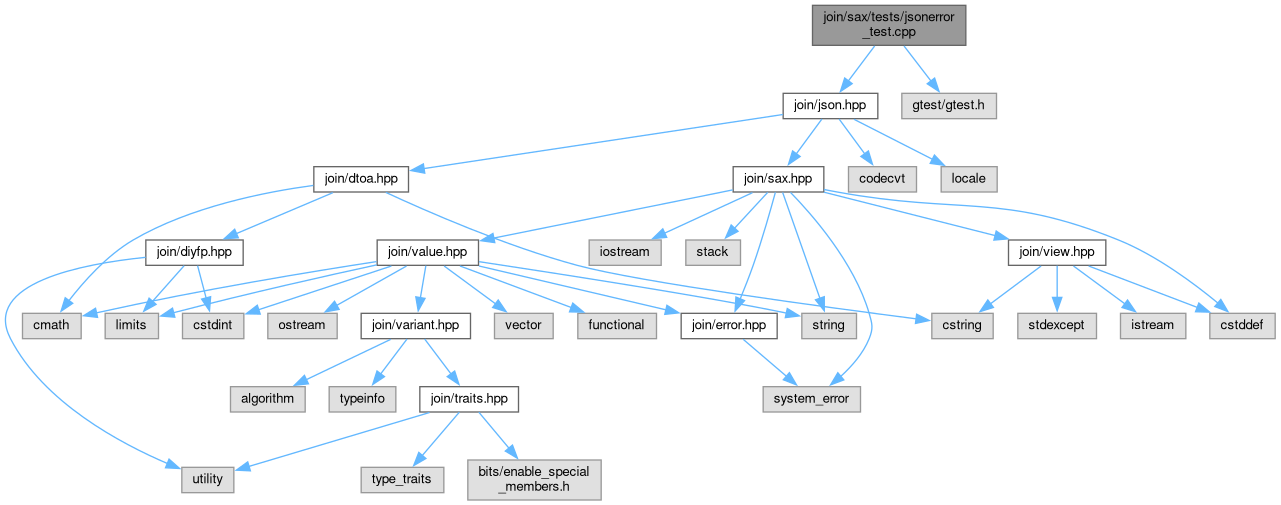 join/sax/tests/jsonerror
_test.cpp
join/json.hpp
gtest/gtest.h
join/dtoa.hpp
join/sax.hpp
codecvt
locale
join/diyfp.hpp
join/value.hpp
iostream
stack
join/view.hpp
cmath
limits
cstdint
ostream
join/variant.hpp
vector
functional
join/error.hpp
string
cstring
stdexcept
istream
cstddef
algorithm
typeinfo
join/traits.hpp
system_error
utility
type_traits
bits/enable_special
_members.h